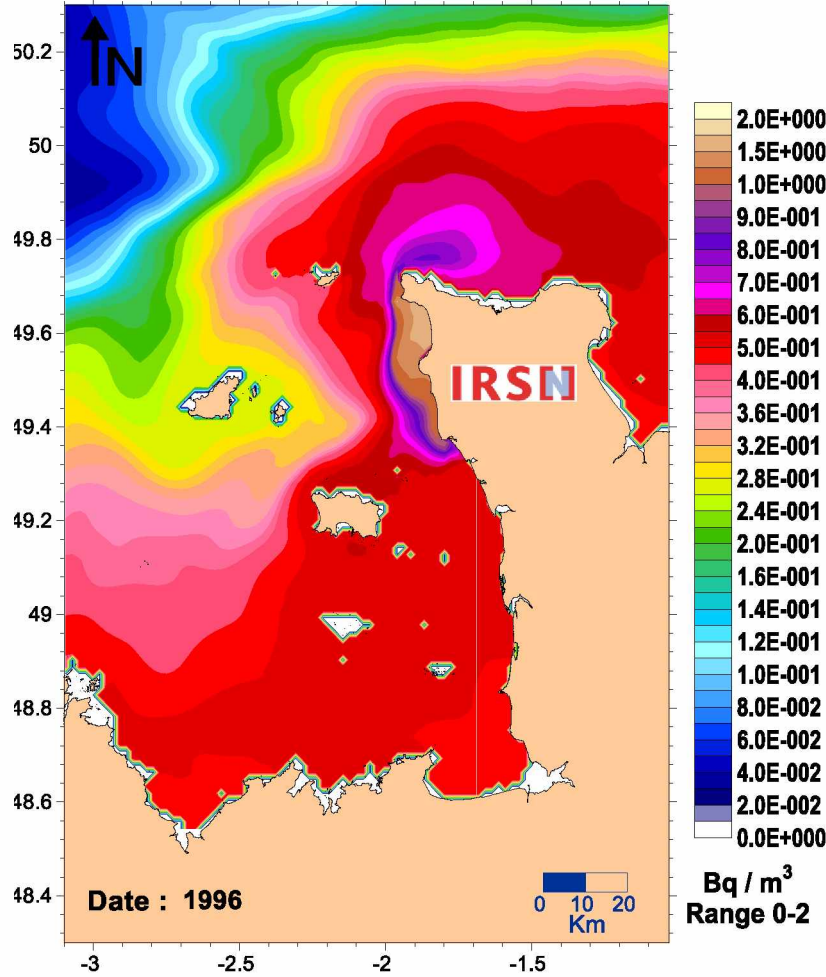 N
50.2
50
49.8
49.6
49.4
49.2
49
48.8
48.6
48.4
IRSN
Date : 1996
0 10 20
Km
-3 -2.5 -2 -1.5
2.0E+000
1.5E+000
1.0E+000
9.0E-001
8.0E-001
7.0E-001
6.0E-001
5.0E-001
4.0E-001
3.6E-001
3.2E-001
2.8E-001
2.4E-001
2.0E-001
1.6E-001
1.4E-001
1.2E-001
1.0E-001
8.0E-002
6.0E-002
4.0E-002
2.0E-002
0.0E+000
Bq / m³
Range 0-2